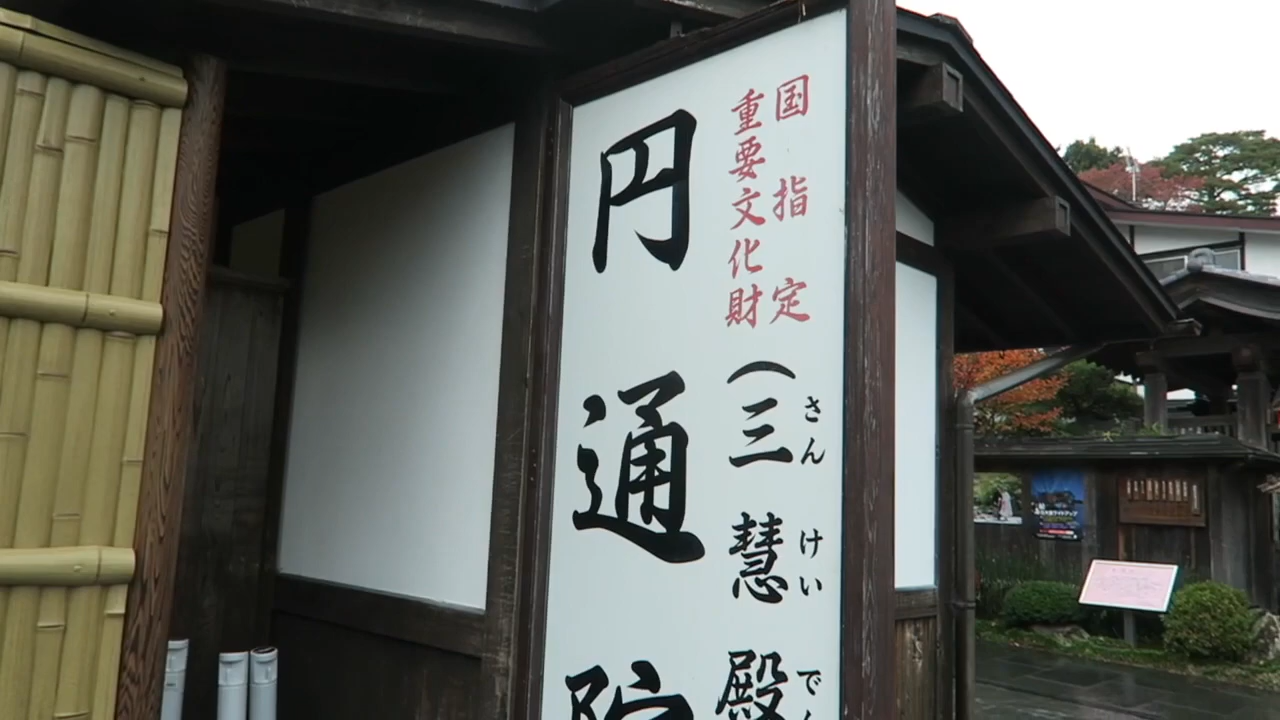 国指定
重要文化財
(三慧殿
さんけいでん
円通院